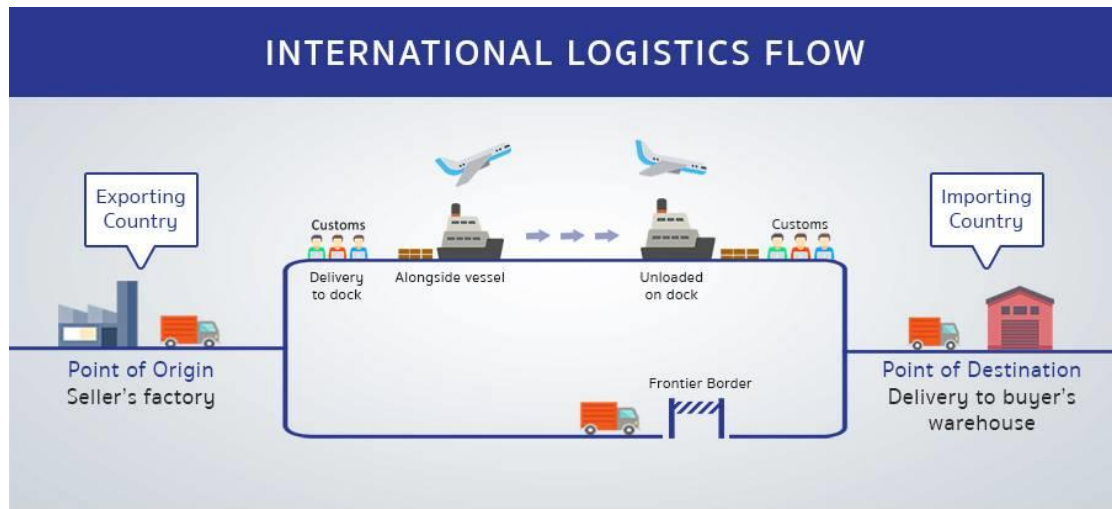 INTERNATIONAL LOGISTICS FLOW
Exporting
Country
Importing
Country
Customs
Customs
Delivery
to dock
Alongside vessel
Unloaded
on dock
Point of Origin
Seller's factory
Frontier Border
Point of Destination
Delivery to buyer's
warehouse